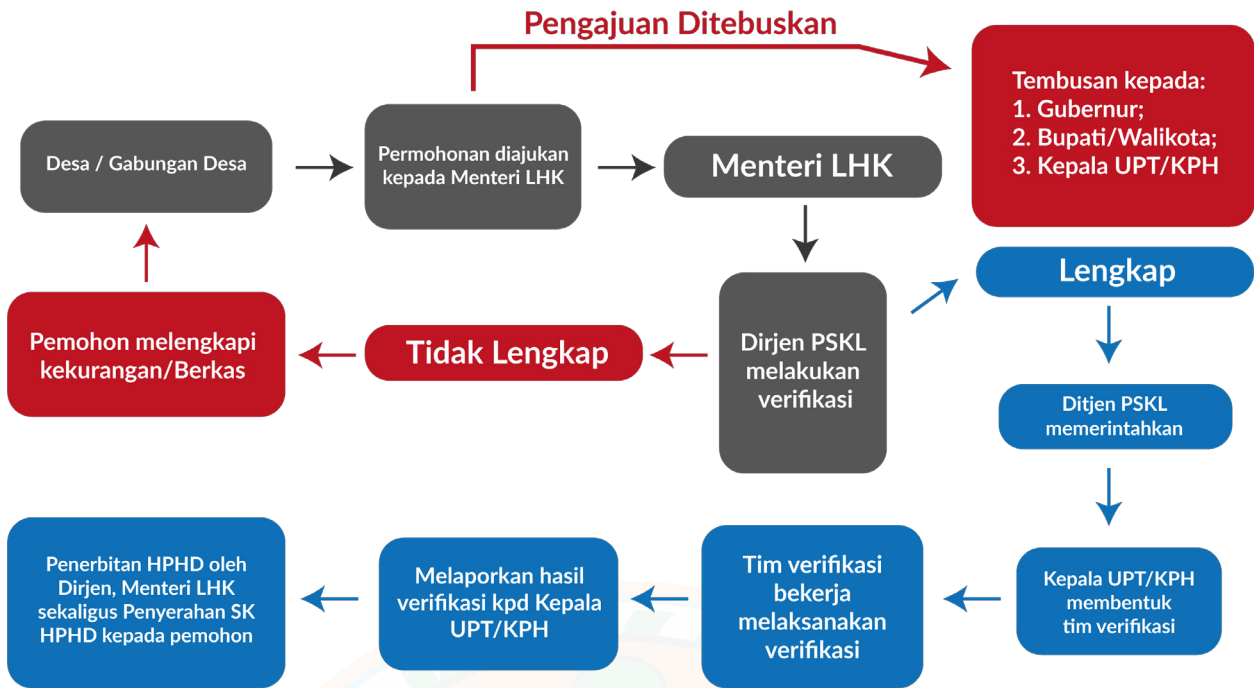 Pengajuan Ditebuskan
Tembusan kepada:
1. Gubernur;
2. Bupati/Walikota;
3. Kepala UPT/KPH
Desa / Gabungan Desa
Permohonan diajukan
kepada Menteri LHK
Menteri LHK
Lengkap
Pemohon melengkapi
kekurangan/Berkas
Tidak Lengkap
Dirjen PSKL
melakukan
verifikasi
Ditjen PSKL
memerintahkan
Penerbitan HPHD oleh
Dirjen, Menteri LHK
sekaligus Penyerahan SK
HPHD kepada pemohon
Melaporkan hasil
verifikasi kpd Kepala
UPT/KPH
Tim verifikasi
bekerja
melaksanakan
verifikasi
Kepala UPT/KPH
membentuk
tim verifikasi